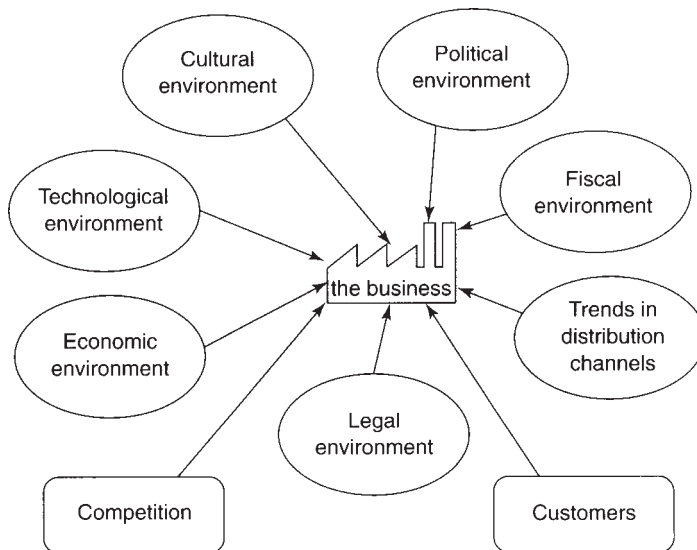 Cultural
environment
Political
environment
Technological
environment
Fiscal
environment
the business
Economic
environment
Trends in
distribution
channels
Legal
environment
Competition
Customers